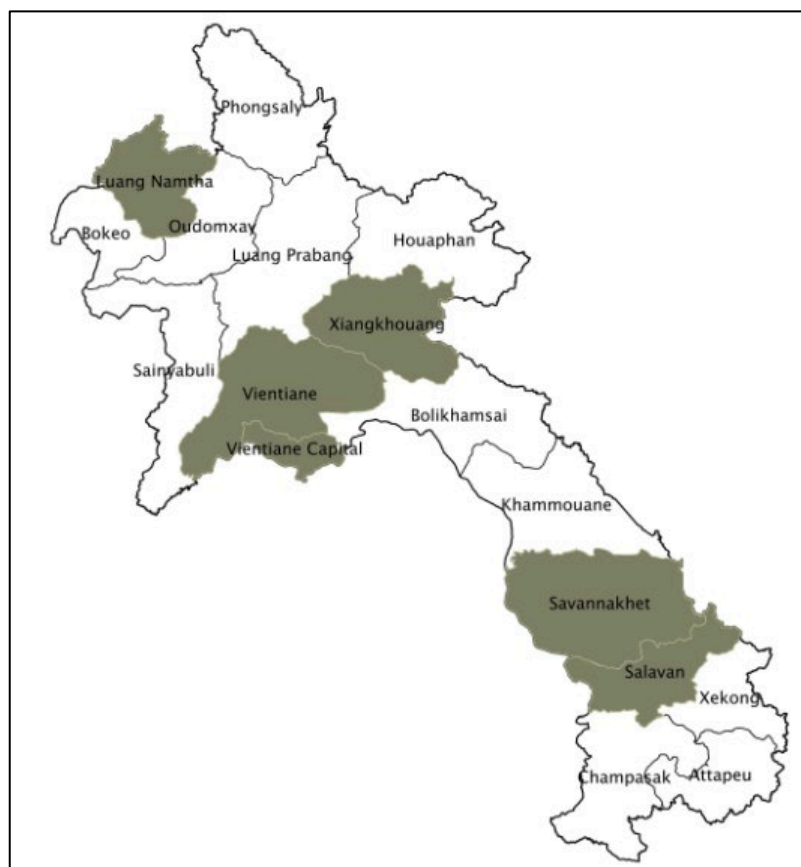 Phongsaly
Luang Namtha
Oudomxay
Bokeo
Luang Prabang
Houaphan
Xiangkhouang
Sainyabuli
Vientiane
Bolikhamsai
Vientiane Capital
Khammouane
Savannakhet
Salavan
Xekong
Champasak
Attapeu